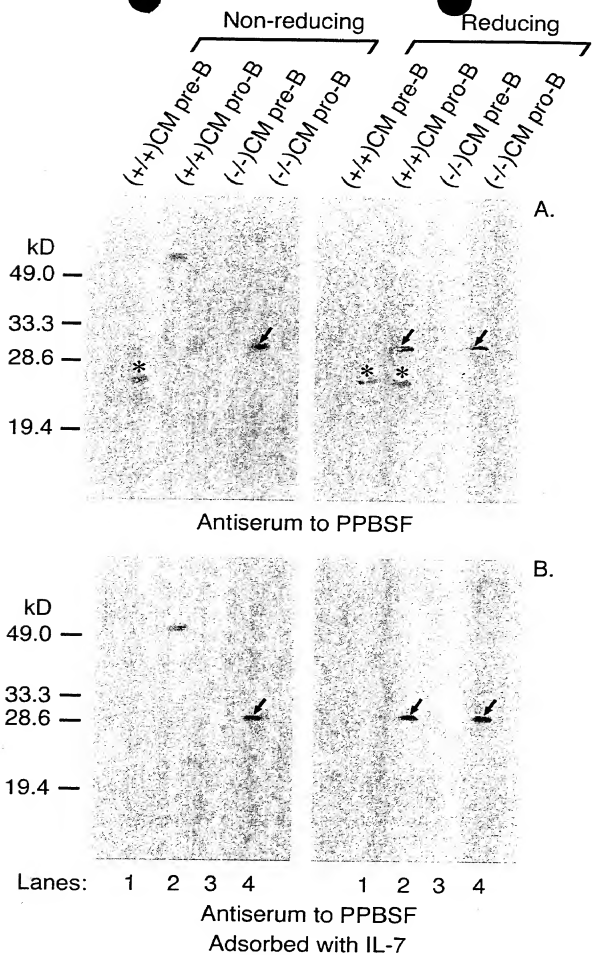 Non-reducing
Reducing
(+/+)CM pre-B
(+/+)CM pro-B
(-/-)CM pre-B
(-/-)CM pro-B
(+/+)CM pre-B
(+/+)CM pro-B
(-/-)CM pre-B
(-/-)CM pro-B
A.
kD
49.0
33.3
28.6
19.4
*
*
*
Antiserum to PPBSF
B.
kD
49.0
33.3
28.6
19.4
Lanes: 1 2 3 4 1 2 3 4
Antiserum to PPBSF
Adsorbed with IL-7